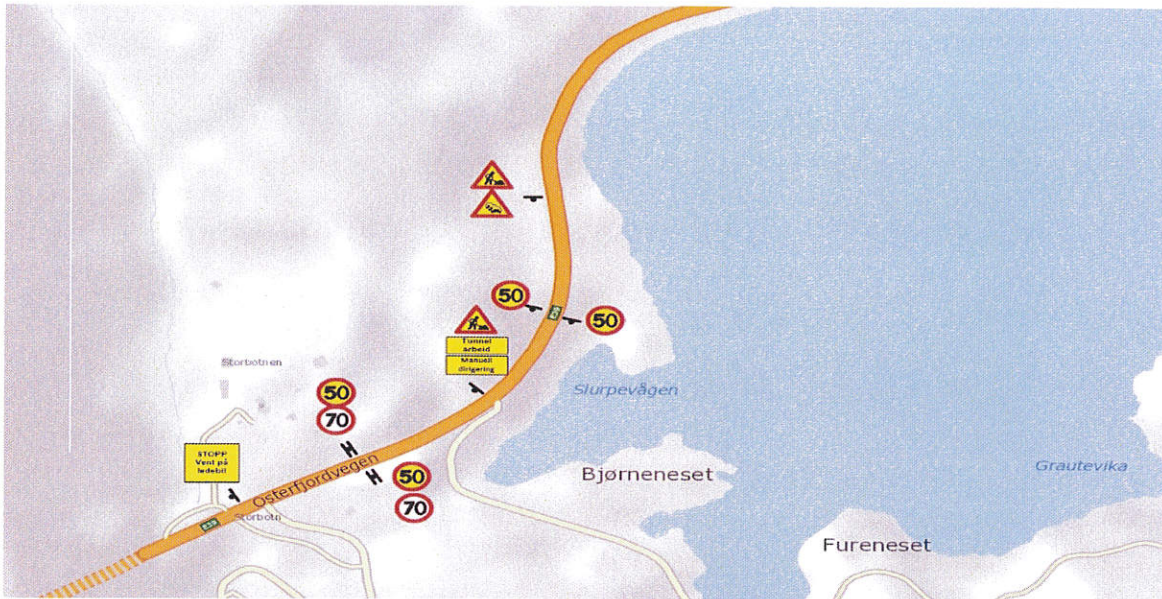 50
50
Tunnel
arbeid
Manuell
dirigering
Slurpevågen
Storbotnen
50
70
STOPP
Vent på
ledebil
Osterfjordvegen
50
70
Bjørneneset
Grautevika
E39
Storbotn
Fureneset